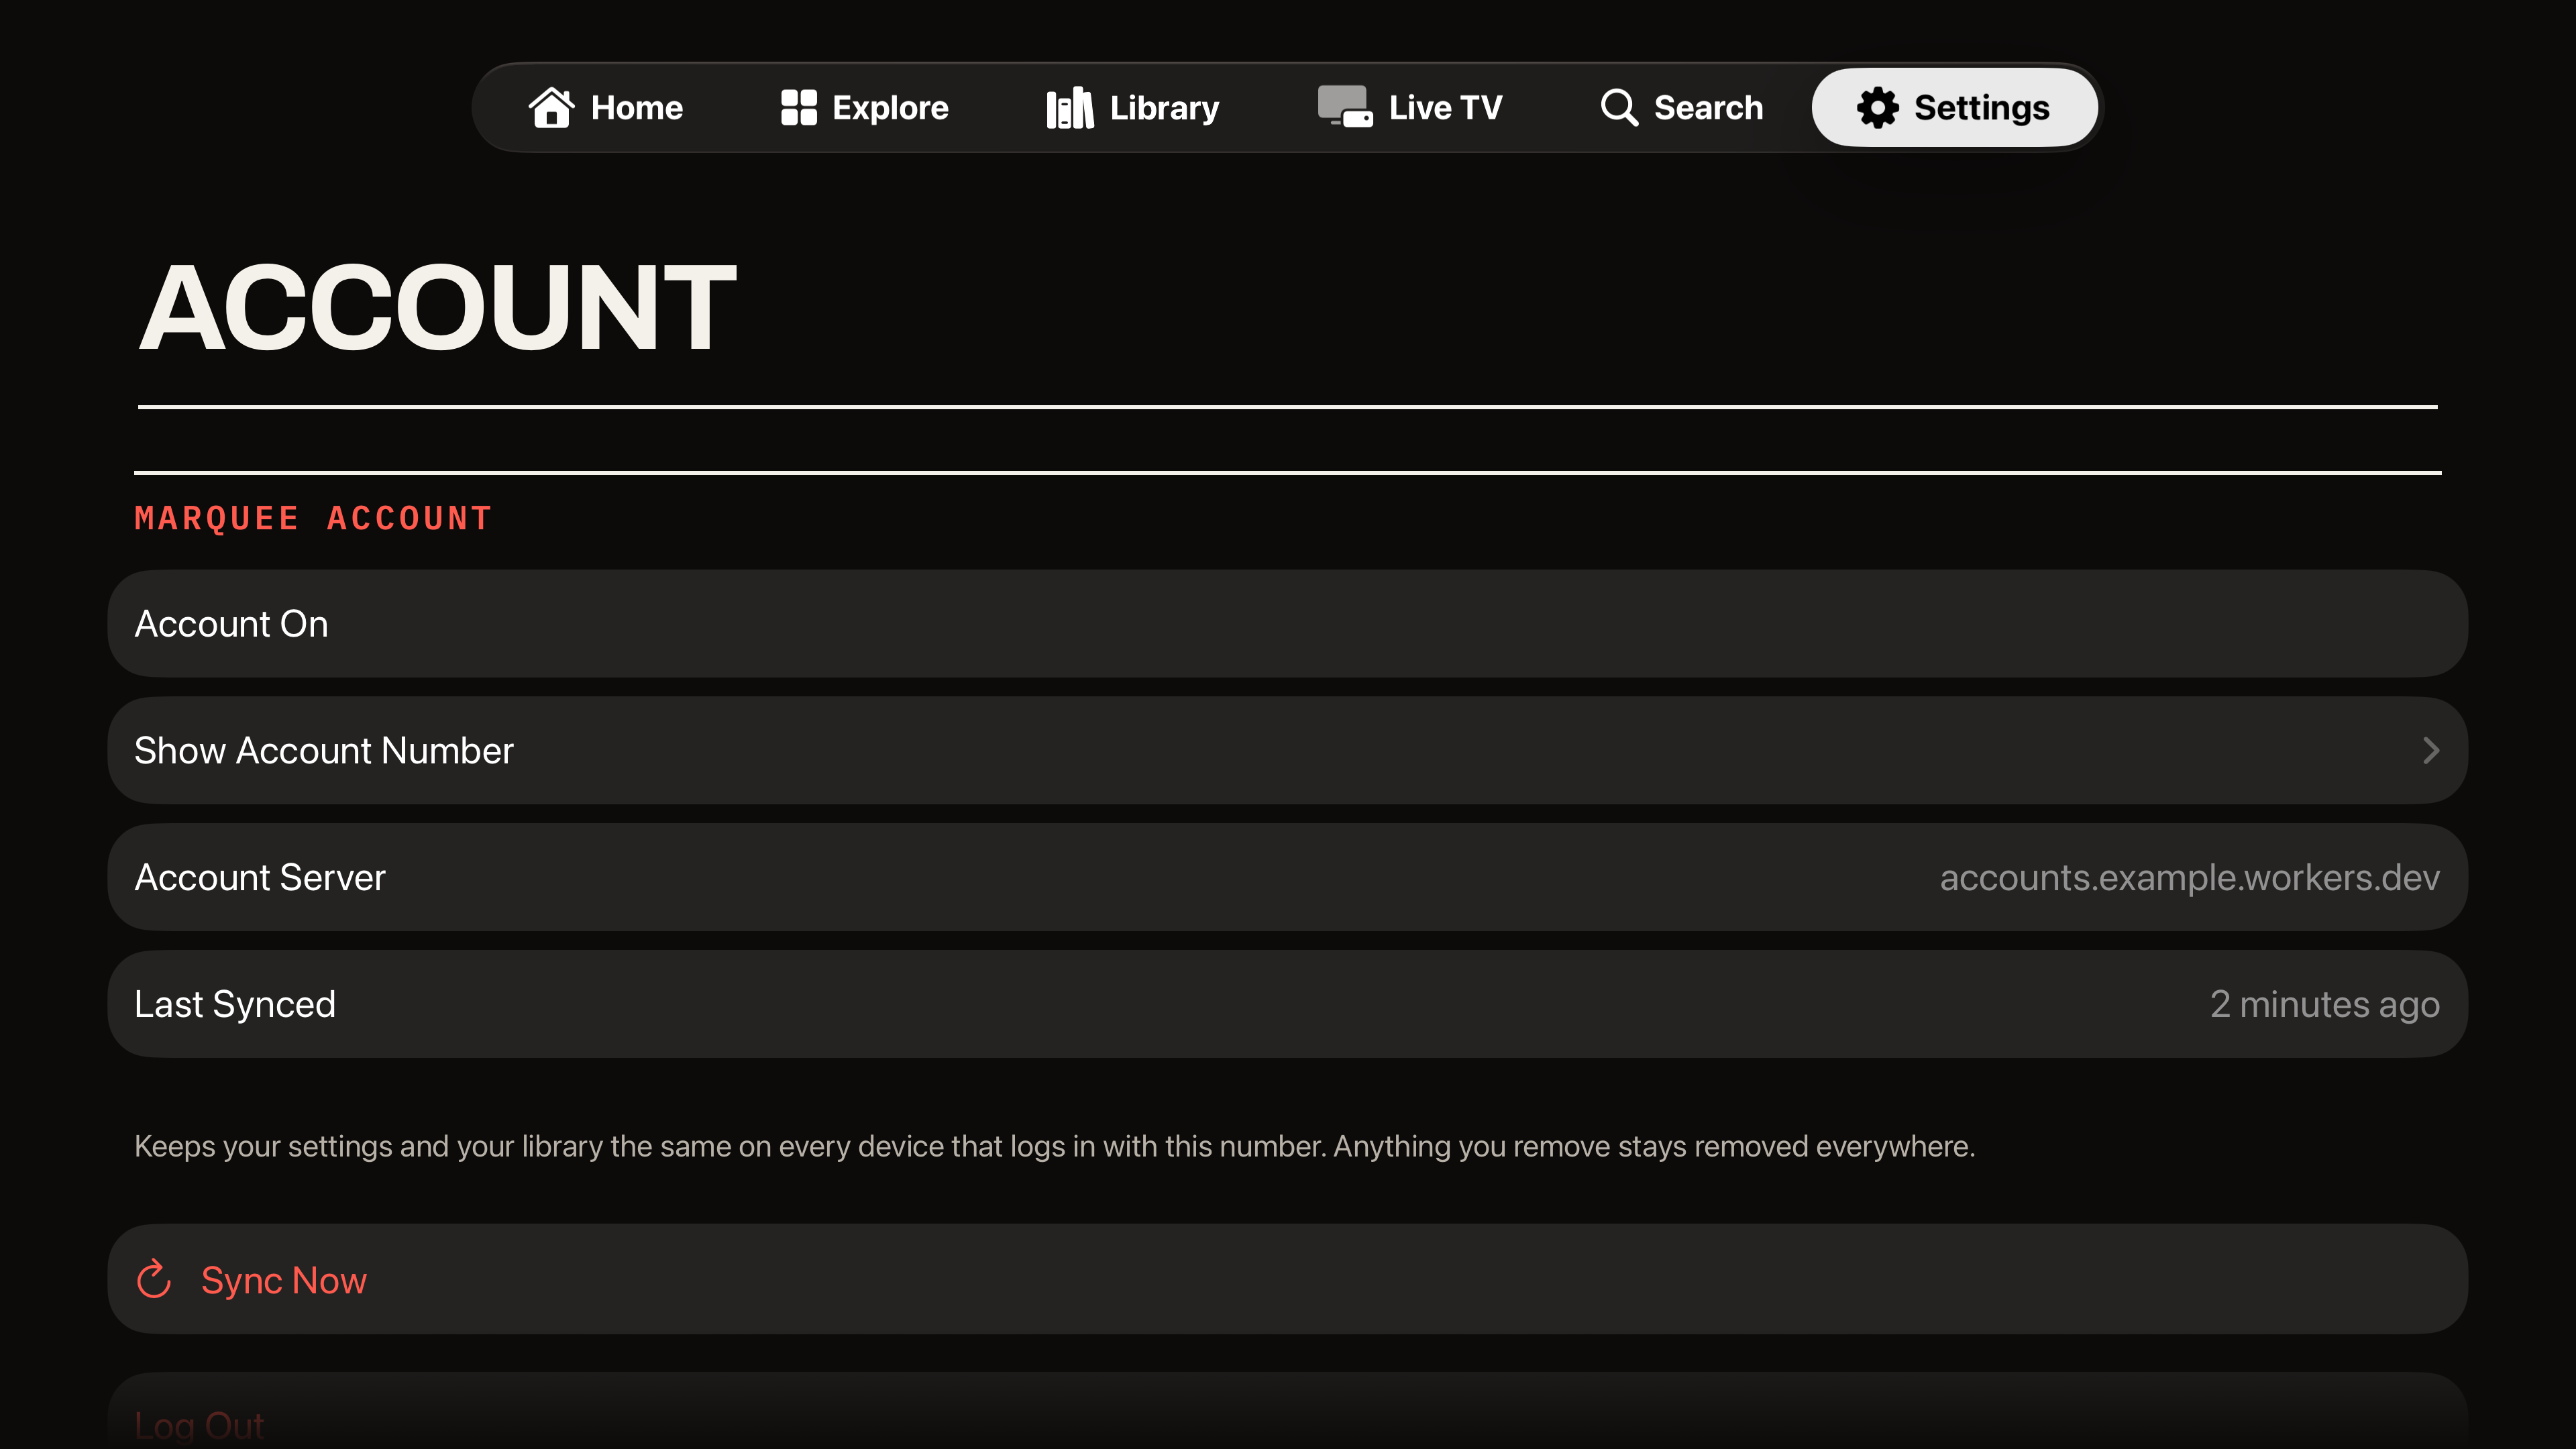 Home Explore Library Live TV Search Settings
ACCOUNT
MARQUEE ACCOUNT
Account On
Show Account Number
Account Server accounts.example.workers.dev
Last Synced 2 minutes ago
Keeps your settings and your library the same on every device that logs in with this number. Anything you remove stays removed everywhere.
Sync Now
Log Out